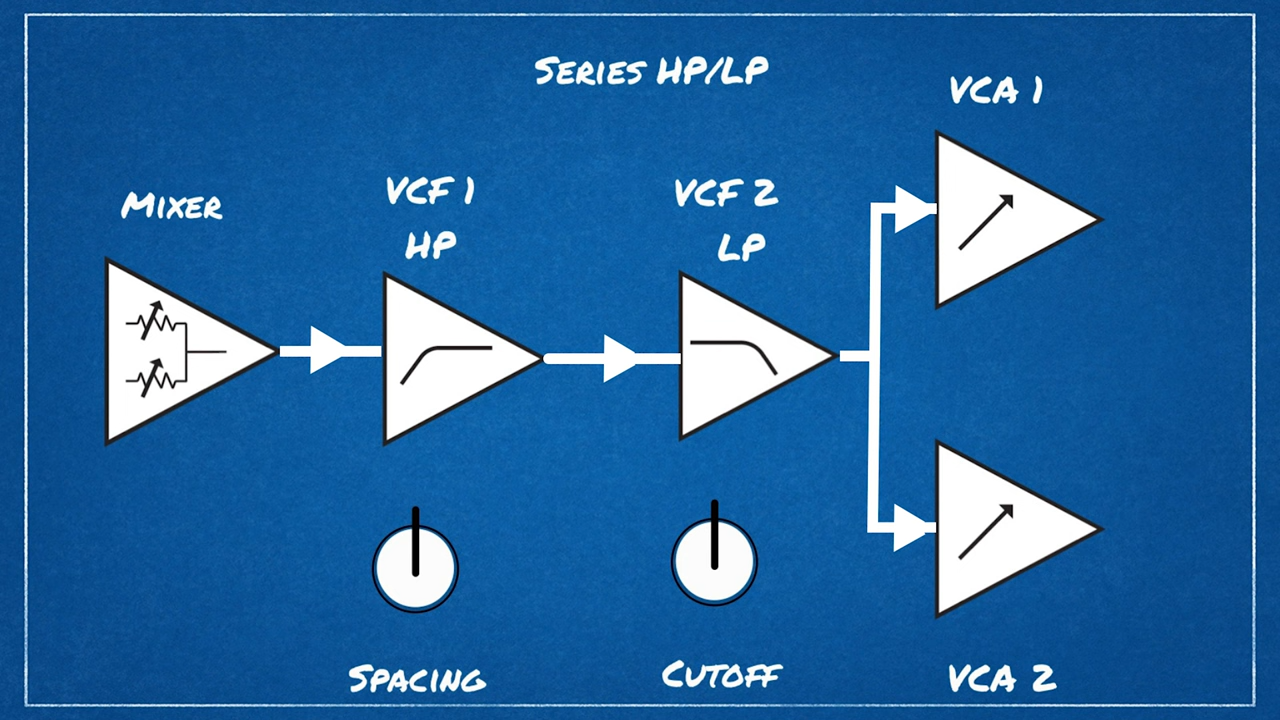 Series HP/LP
VCA 1
Mixer
VCF 1
HP
VCF 2
LP
Spacing
Cutoff
VCA 2